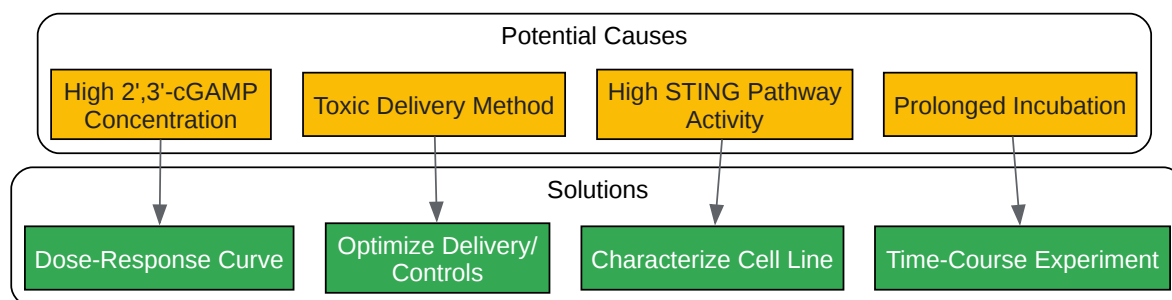 Potential Causes
High 2',3'-cGAMP
Concentration
Toxic Delivery Method
High STING Pathway
Activity
Prolonged Incubation
Solutions
Dose-Response Curve
Optimize Delivery/
Controls
Characterize Cell Line
Time-Course Experiment